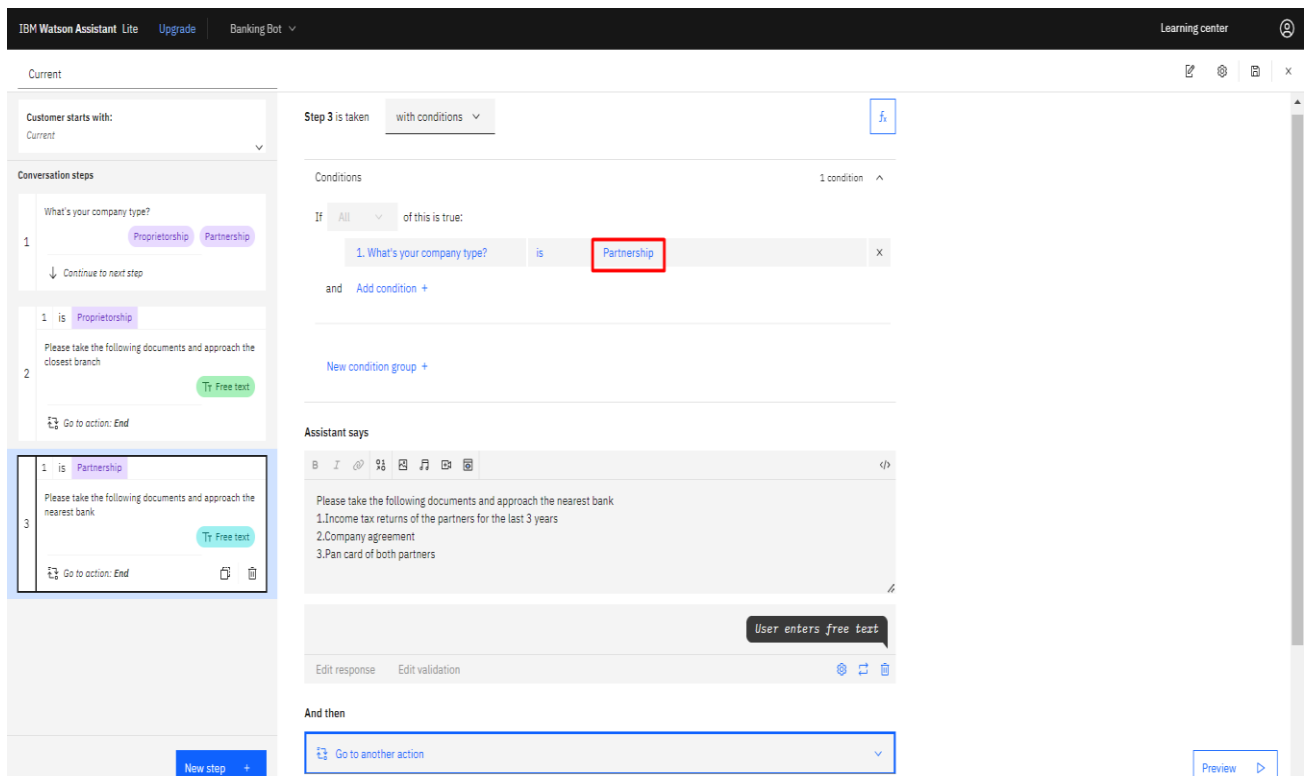 IBM Watson Assistant Lite Upgrade Banking Bot Learning center
Current
Customer starts with:
Current
Conversation steps
1
What's your company type?
Proprietorship Partnership
Continue to next step
2
1 is Proprietorship
Please take the following documents and approach the
closest branch
Tт Free text
Go to action: End
3
1 is Partnership
Please take the following documents and approach the
nearest bank
Tт Free text
Go to action: End
New step +
Step 3 is taken with conditions
fx
Conditions 1 condition
If All of this is true:
1. What's your company type? is Partnership X
and Add condition +
New condition group +
Assistant says
B I </>
Please take the following documents and approach the nearest bank
1.Income tax returns of the partners for the last 3 years
2.Company agreement
3.Pan card of both partners
User enters free text
Edit response Edit validation
And then
Go to another action
Preview